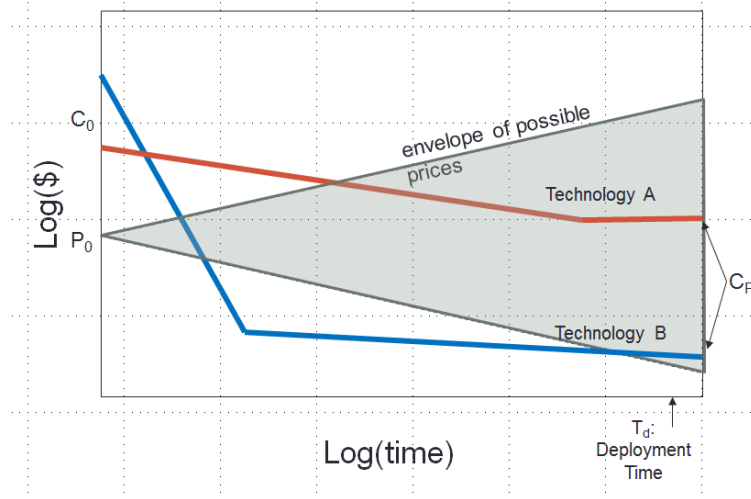 C0
envelope of possible
prices
Log($)
Technology A
P0
CF
Technology B
Td:
Deployment
Time
Log(time)